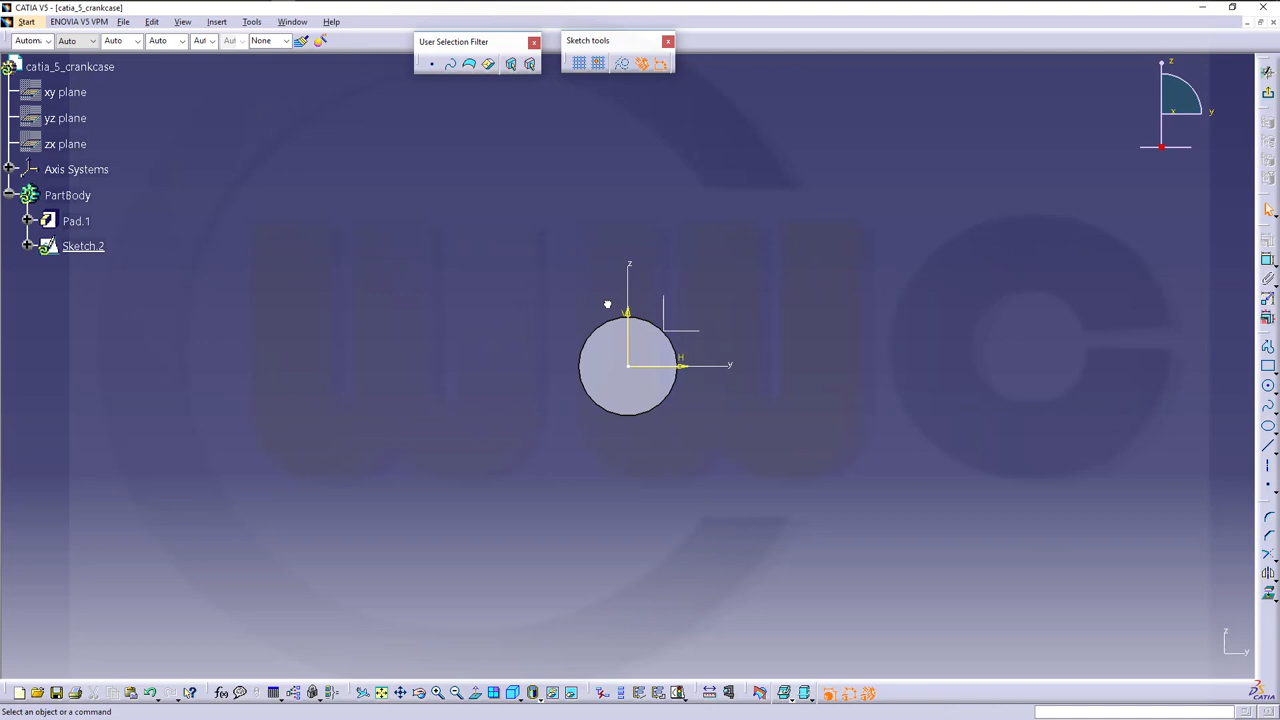 CATIA V5 - [catia_5_crankcase]
Start ENOVIA V5 VPM File Edit View Insert Tools Window Help
Autom Auto Auto Auto Aut Aut None
User Selection Filter
Sketch tools
catia_5_crankcase
xy plane
yz plane
zx plane
Axis Systems
PartBody
Pad.1
Sketch.2
z
x
y
z
V
H
y
z
y
f(x)
CATIA
Select an object or a command